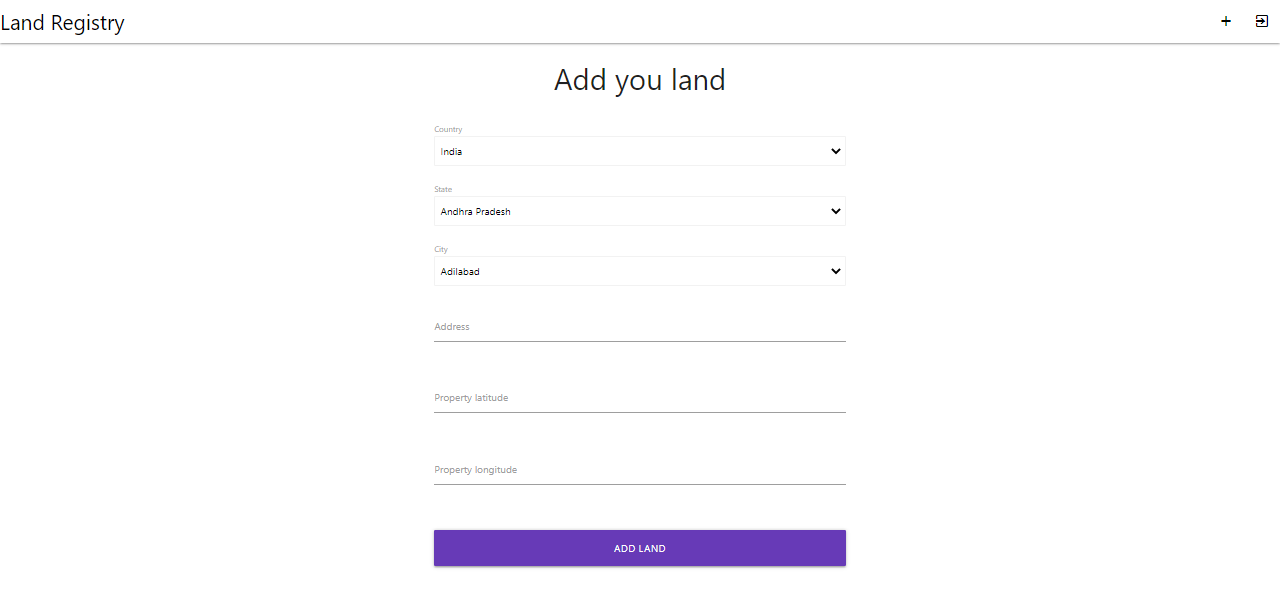 Land Registry
Add you land
Country
India
State
Andhra Pradesh
City
Adilabad
Address
Property latitude
Property longitude
ADD LAND